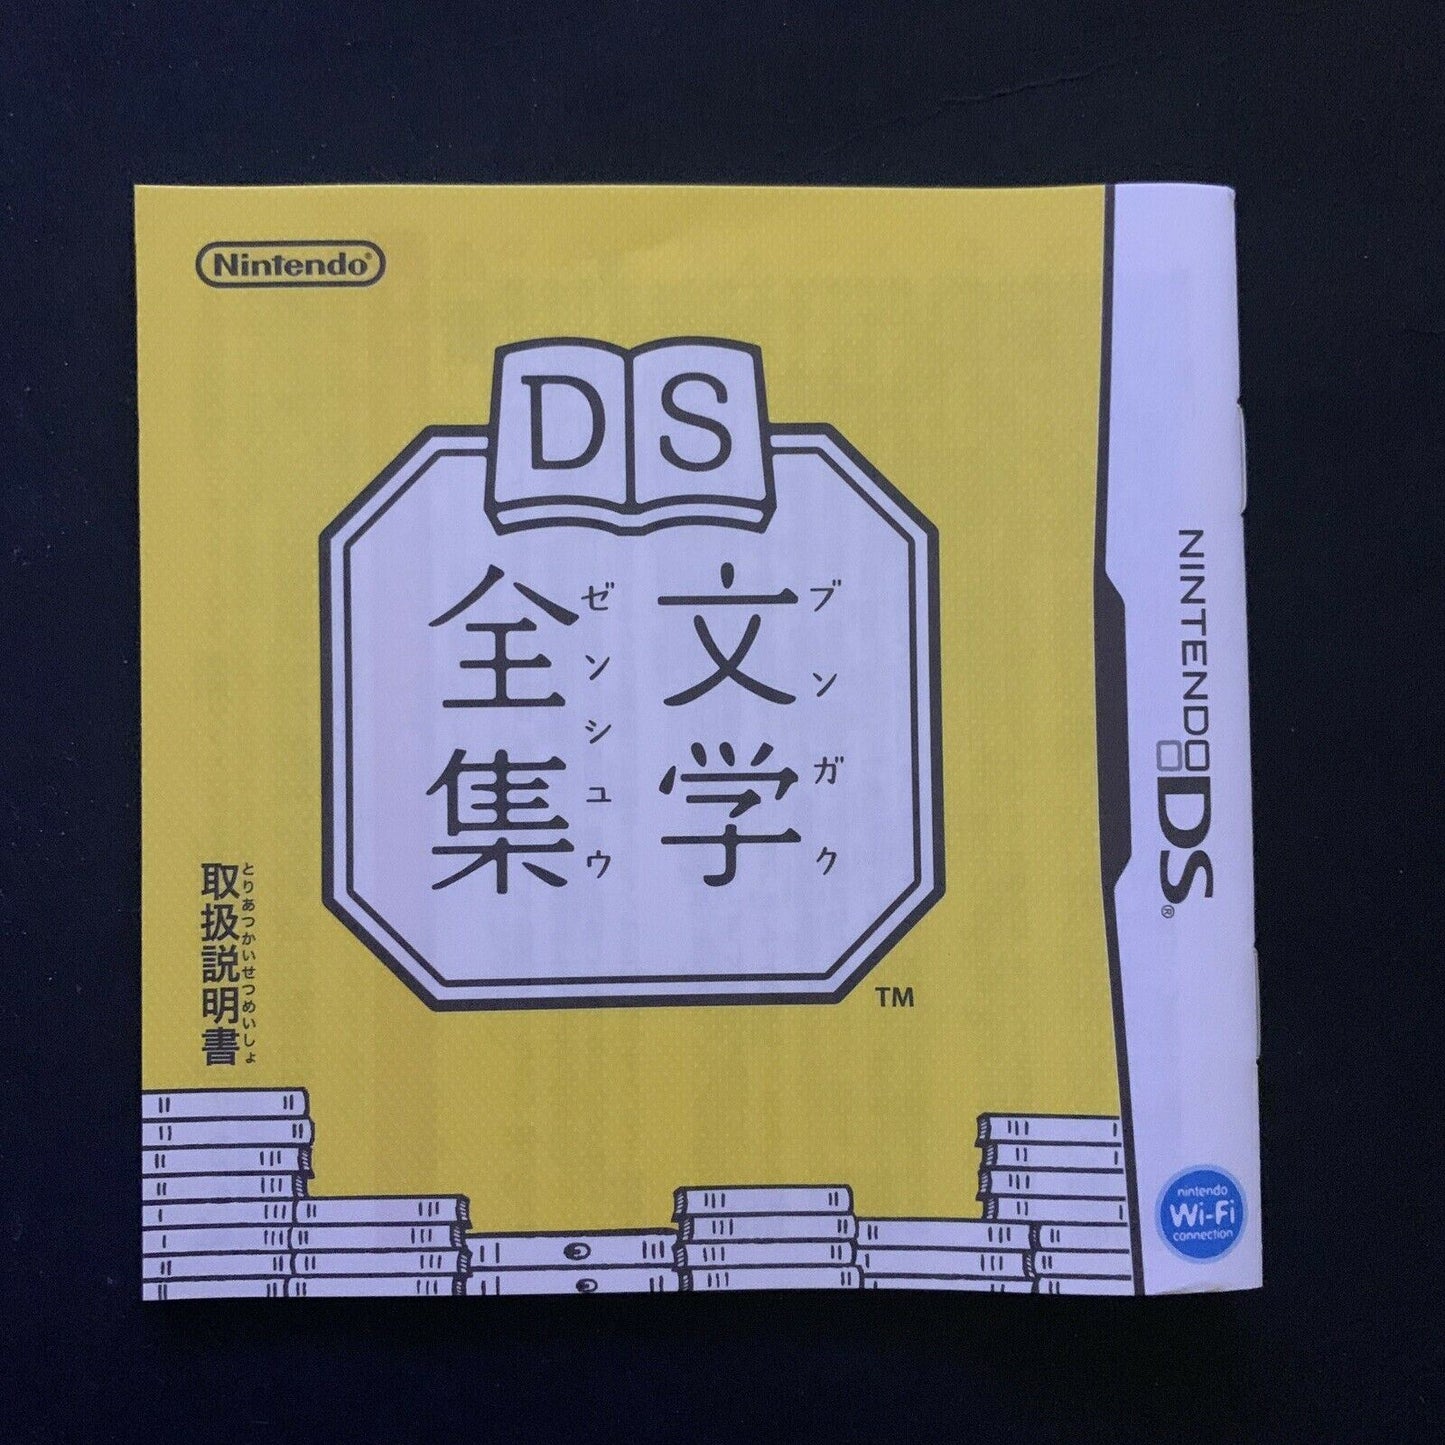 Nintendo®
DS
文学
ブンガク
全集
ゼンシュウ
TM
取扱説明書
とりあつかいせつめいしょ
NINTENDO DS®
nintendo
Wi-Fi
connection